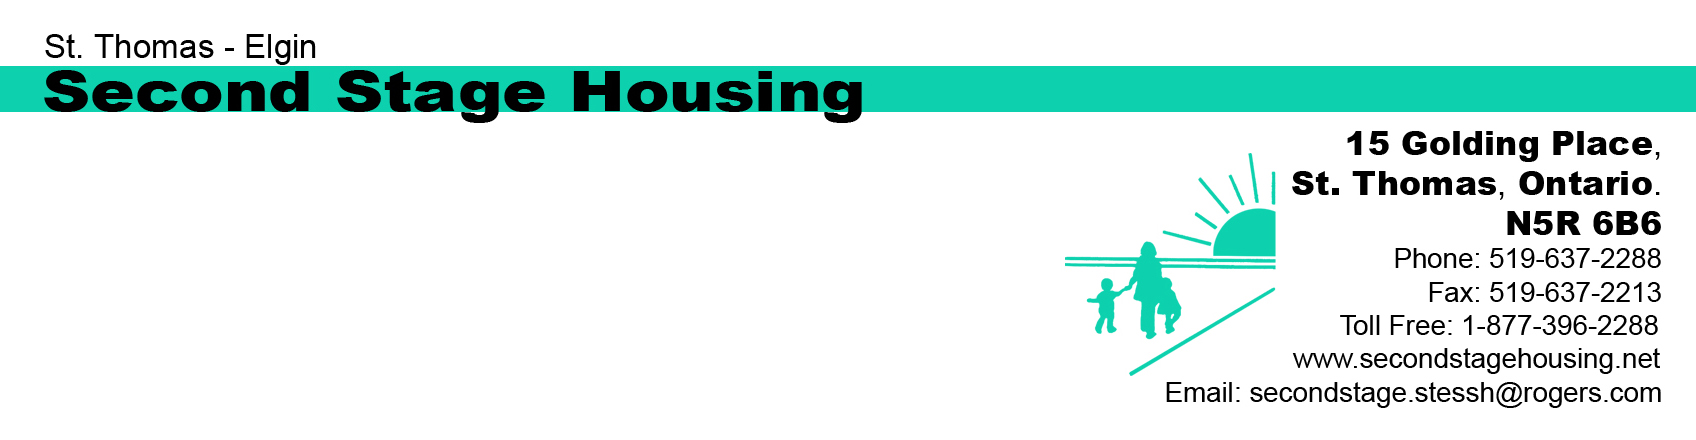 St. Thomas - Elgin
Second Stage Housing
15 Golding Place,
St. Thomas, Ontario.
N5R 6B6
Phone: 519-637-2288
Fax: 519-637-2213
Toll Free: 1-877-396-2288
www.secondstagehousing.net
Email: secondstage.stessh@rogers.com